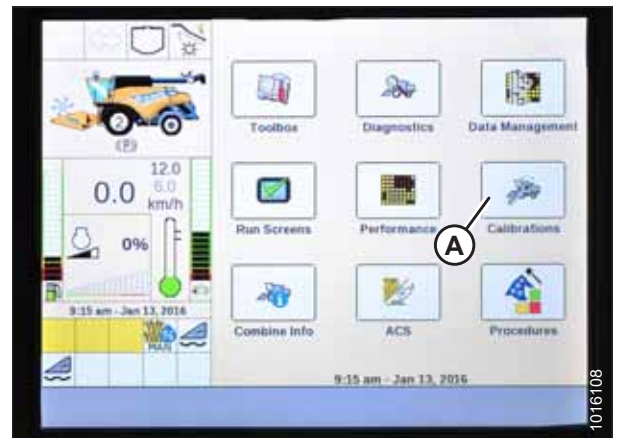 2
(P)
12.0
6.0
0.0 km/h
0%
9:15 am - Jan 13, 2016
MAN
Toolbox
Diagnostics
Data Management
Run Screens
Performance
Calibrations
A
Combine Info
ACS
Procedures
9:15 am - Jan 13, 2016
1016108